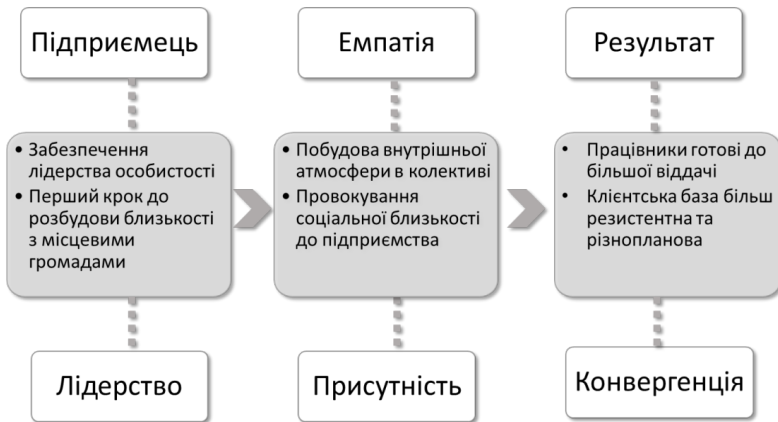 Підприємець
Емпатія
Результат
• Забезпечення
лідерства особистості
• Перший крок до
розбудови близькості
з місцевими
громадами
• Побудова внутрішньої
атмосфери в колективі
• Провокування
соціальної близькості
до підприємства
• Працівники готові до
більшої віддачі
• Клієнтська база більш
резистентна та
різнопланова
Лідерство
Присутність
Конвергенція